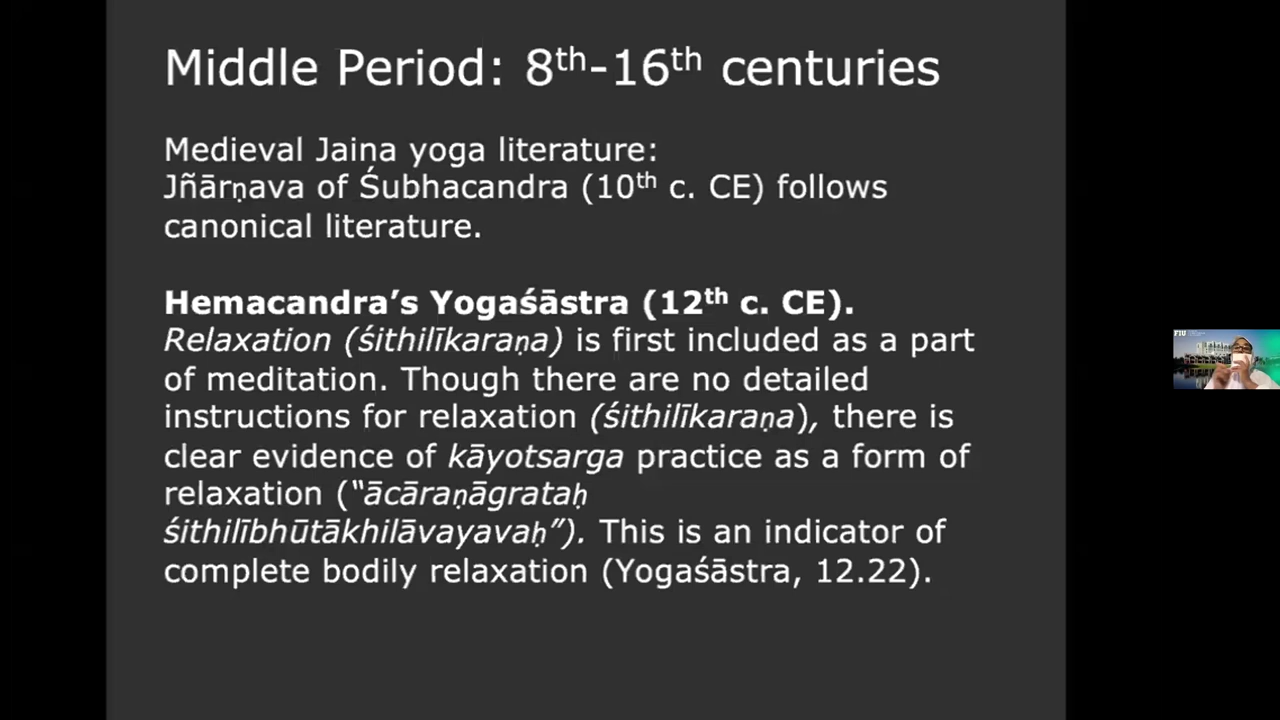 Middle Period: 8th-16th centuries
Medieval Jaina yoga literature:
Jñārṇava of Śubhacandra (10th c. CE) follows
canonical literature.
Hemacandra’s Yogaśāstra (12th c. CE).
Relaxation (śithilīkaraṇa) is first included as a part
of meditation. Though there are no detailed
instructions for relaxation (śithilīkaraṇa), there is
clear evidence of kāyotsarga practice as a form of
relaxation (“ācāraṇāgrataḥ
śithilībhūtākhilāvayavaḥ”). This is an indicator of
complete bodily relaxation (Yogaśāstra, 12.22).
FIU